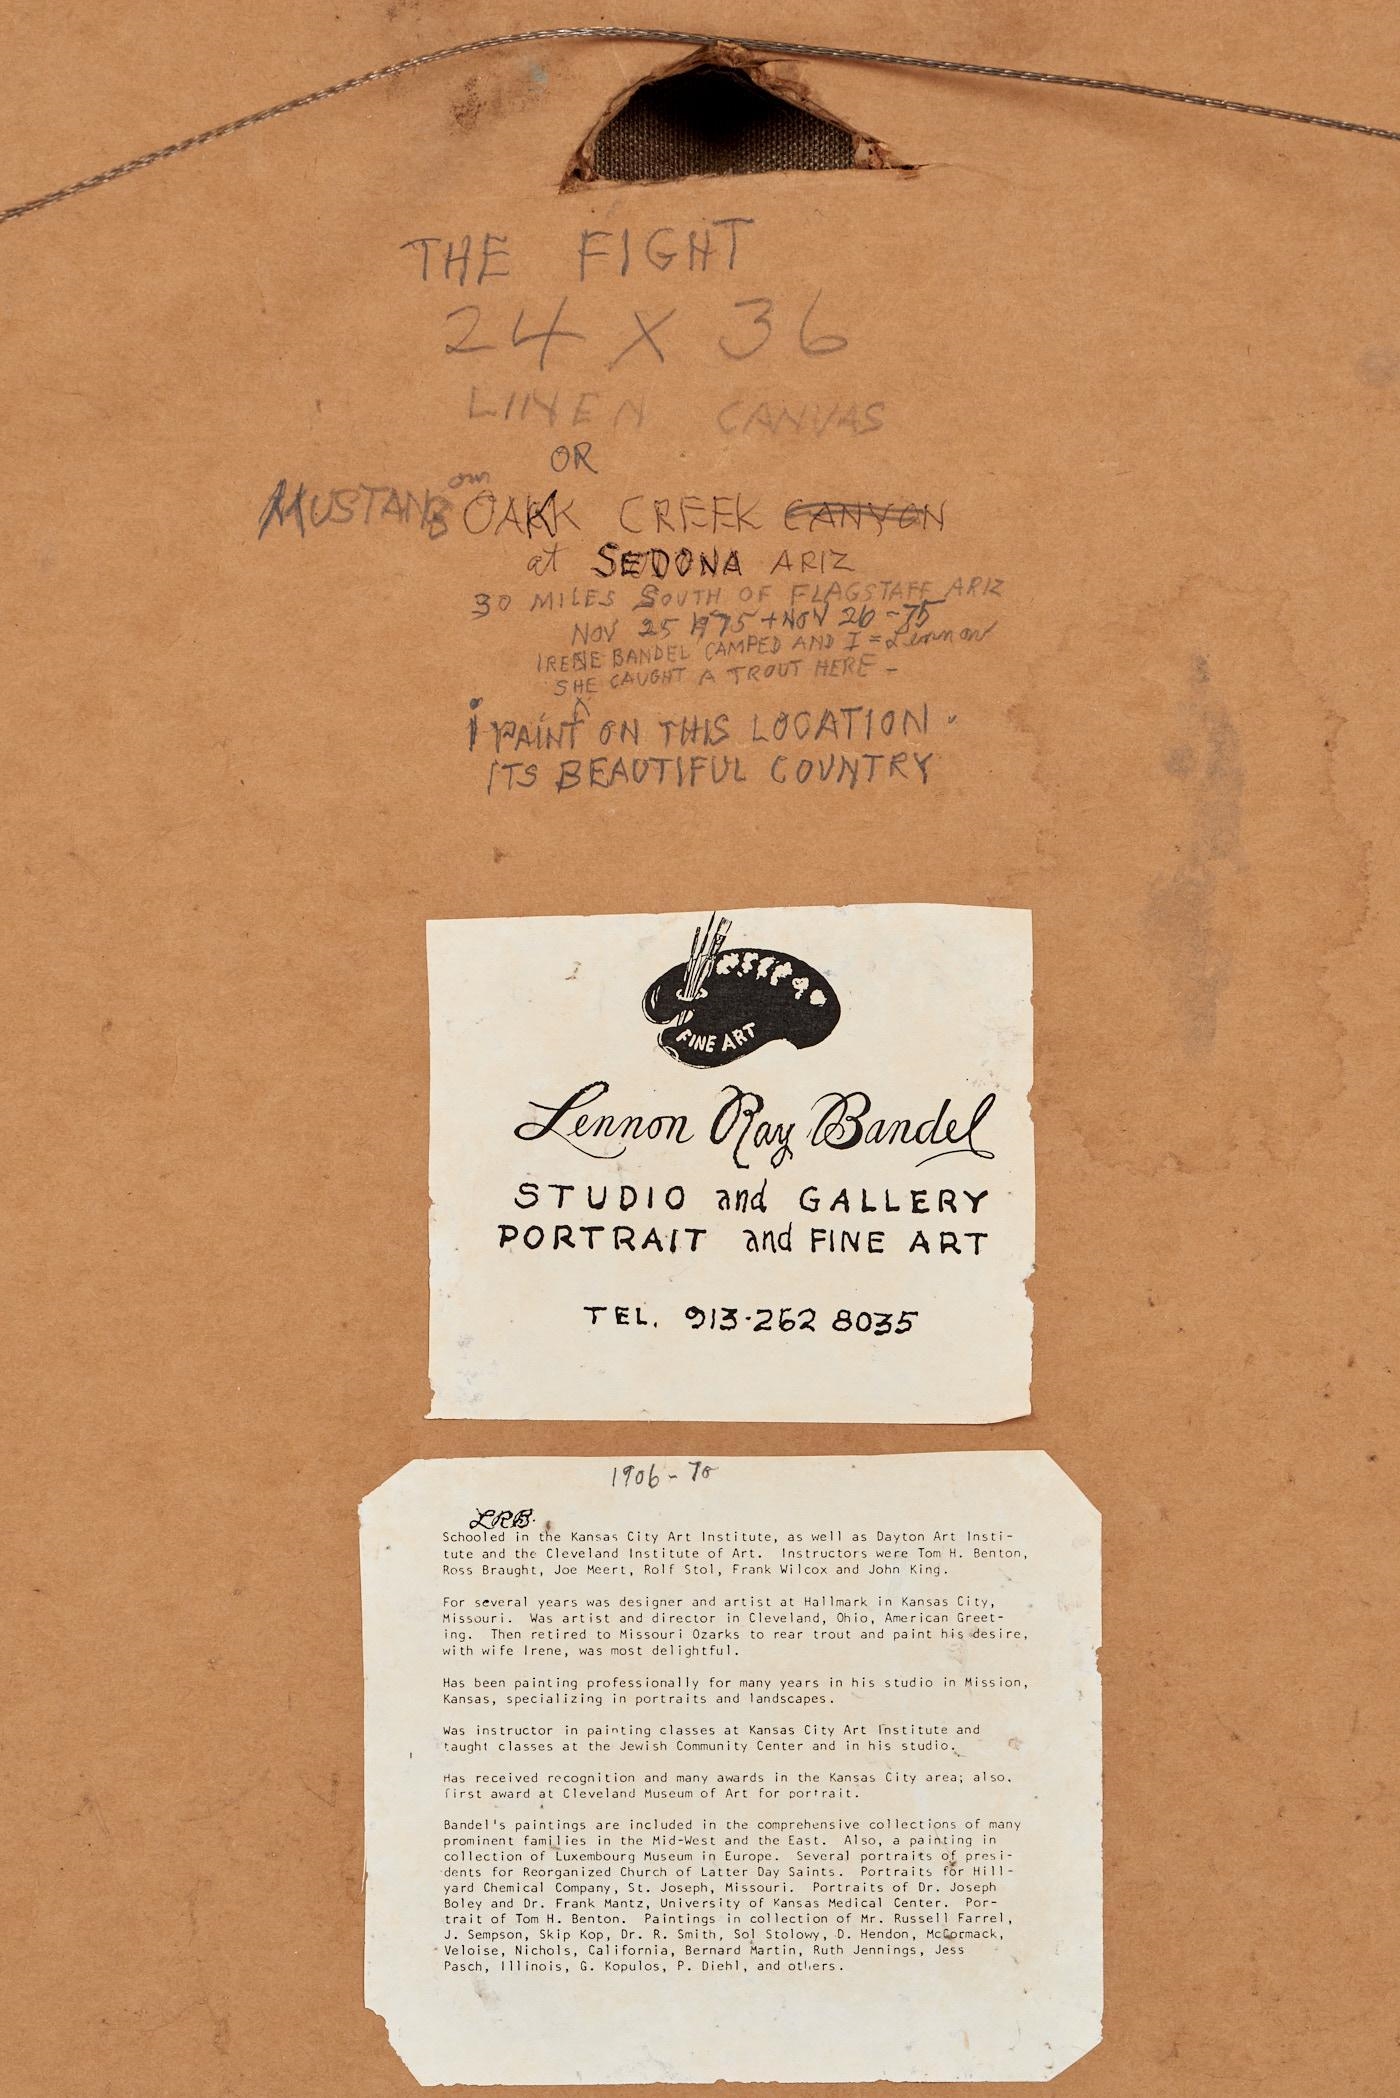 THE FIGHT
24 X 36
LINEN CANVAS
OR
MUSTANG on OAK CREEK CANYON
at SEDONA ARIZ
30 MILES SOUTH OF FLAGSTAFF ARIZ
NOV 25 1975 + NOV 26 - 75
IRENE BANDEL CAMPED AND I = Lennon
SHE CAUGHT A TROUT HERE -
i PAINT ON THIS LOCATION.
ITS BEAUTIFUL COUNTRY
FINE ART
Lennon Ray Bandel
STUDIO and GALLERY
PORTRAIT and FINE ART
TEL. 913-262 8035
1906 - 70
LRB.
Schooled in the Kansas City Art Institute, as well as Dayton Art Insti-
tute and the Cleveland Institute of Art. Instructors were Tom H. Benton,
Ross Braught, Joe Meert, Rolf Stol, Frank Wilcox and John King.
For several years was designer and artist at Hallmark in Kansas City,
Missouri. Was artist and director in Cleveland, Ohio, American Greet-
ing. Then retired to Missouri Ozarks to rear trout and paint his desire,
with wife Irene, was most delightful.
Has been painting professionally for many years in his studio in Mission,
Kansas, specializing in portraits and landscapes.
Was instructor in painting classes at Kansas City Art Institute and
taught classes at the Jewish Community Center and in his studio.
Has received recognition and many awards in the Kansas City area; also,
first award at Cleveland Museum of Art for portrait.
Bandel's paintings are included in the comprehensive collections of many
prominent families in the Mid-West and the East. Also, a painting in
collection of Luxembourg Museum in Europe. Several portraits of presi-
dents for Reorganized Church of Latter Day Saints. Portraits for Hill-
yard Chemical Company, St. Joseph, Missouri. Portraits of Dr. Joseph
Boley and Dr. Frank Mantz, University of Kansas Medical Center. Por-
trait of Tom H. Benton. Paintings in collection of Mr. Russell Farrel,
J. Sempson, Skip Kop, Dr. R. Smith, Sol Stolowy, D. Hendon, McCormack,
Veloise, Nichols, California, Bernard Martin, Ruth Jennings, Jess
Pasch, Illinois, G. Kopulos, P. Diehl, and others.